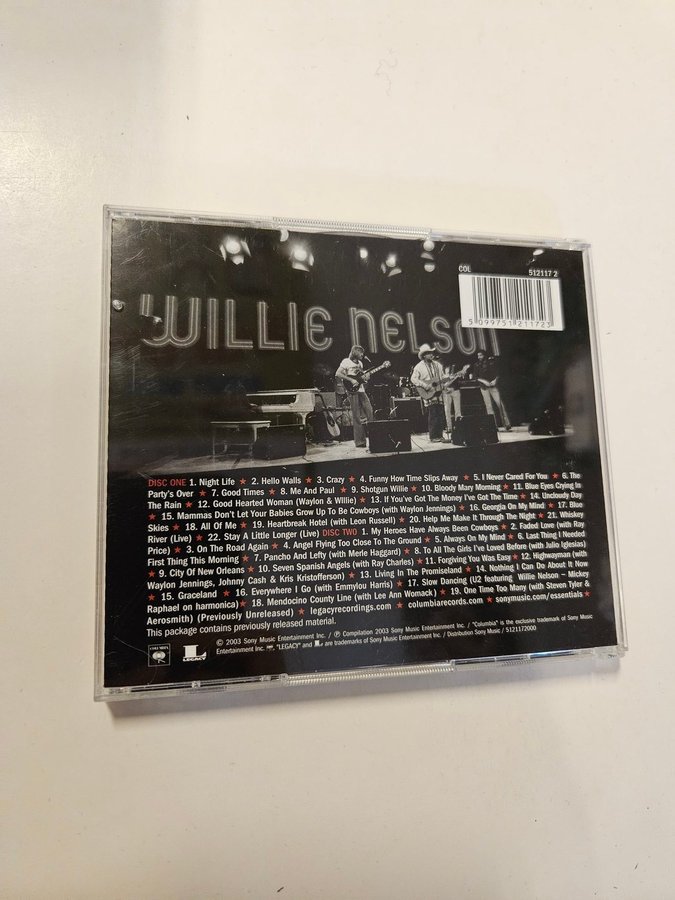 COL 512117 2
5 099751 211723
WILLIE NELSON
DISC ONE 1. Night Life ★ 2. Hello Walls ★ 3. Crazy ★ 4. Funny How Time Slips Away ★ 5. I Never Cared For You ★ 6. The
Party's Over ★ 7. Good Times ★ 8. Me And Paul ★ 9. Shotgun Willie ★ 10. Bloody Mary Morning ★ 11. Blue Eyes Crying In
The Rain ★ 12. Good Hearted Woman (Waylon & Willie) ★ 13. If You've Got The Money I've Got The Time ★ 14. Uncloudy Day
★ 15. Mammas Don't Let Your Babies Grow Up To Be Cowboys (with Waylon Jennings) ★ 16. Georgia On My Mind ★ 17. Blue
Skies ★ 18. All Of Me ★ 19. Heartbreak Hotel (with Leon Russell) ★ 20. Help Me Make It Through The Night ★ 21. Whiskey
River (Live) ★ 22. Stay A Little Longer (Live) DISC TWO 1. My Heroes Have Always Been Cowboys ★ 2. Faded Love (with Ray
Price) ★ 3. On The Road Again ★ 4. Angel Flying Too Close To The Ground ★ 5. Always On My Mind ★ 6. Last Thing I Needed
First Thing This Morning ★ 7. Pancho And Lefty (with Merle Haggard) ★ 8. To All The Girls I've Loved Before (with Julio Iglesias)
★ 9. City Of New Orleans ★ 10. Seven Spanish Angels (with Ray Charles) ★ 11. Forgiving You Was Easy ★ 12. Highwayman (with
Waylon Jennings, Johnny Cash & Kris Kristofferson) ★ 13. Living In The Promiseland ★ 14. Nothing I Can Do About It Now
★ 15. Graceland ★ 16. Everywhere I Go (with Emmylou Harris) ★ 17. Slow Dancing (U2 featuring Willie Nelson – Mickey
Raphael on harmonica)★ 18. Mendocino County Line (with Lee Ann Womack) ★ 19. One Time Too Many (with Steven Tyler &
Aerosmith) (Previously Unreleased) ★ legacyrecordings.com ★ columbiarecords.com ★ sonymusic.com/essentials★
This package contains previously released material.
© 2003 Sony Music Entertainment Inc. / ℗ Compilation 2003 Sony Music Entertainment Inc. / "Columbia" is the exclusive trademark of Sony Music
Entertainment Inc. "LEGACY" and L are trademarks of Sony Music Entertainment Inc. / Distribution Sony Music / 5121172000
COLUMBIA
LEGACY